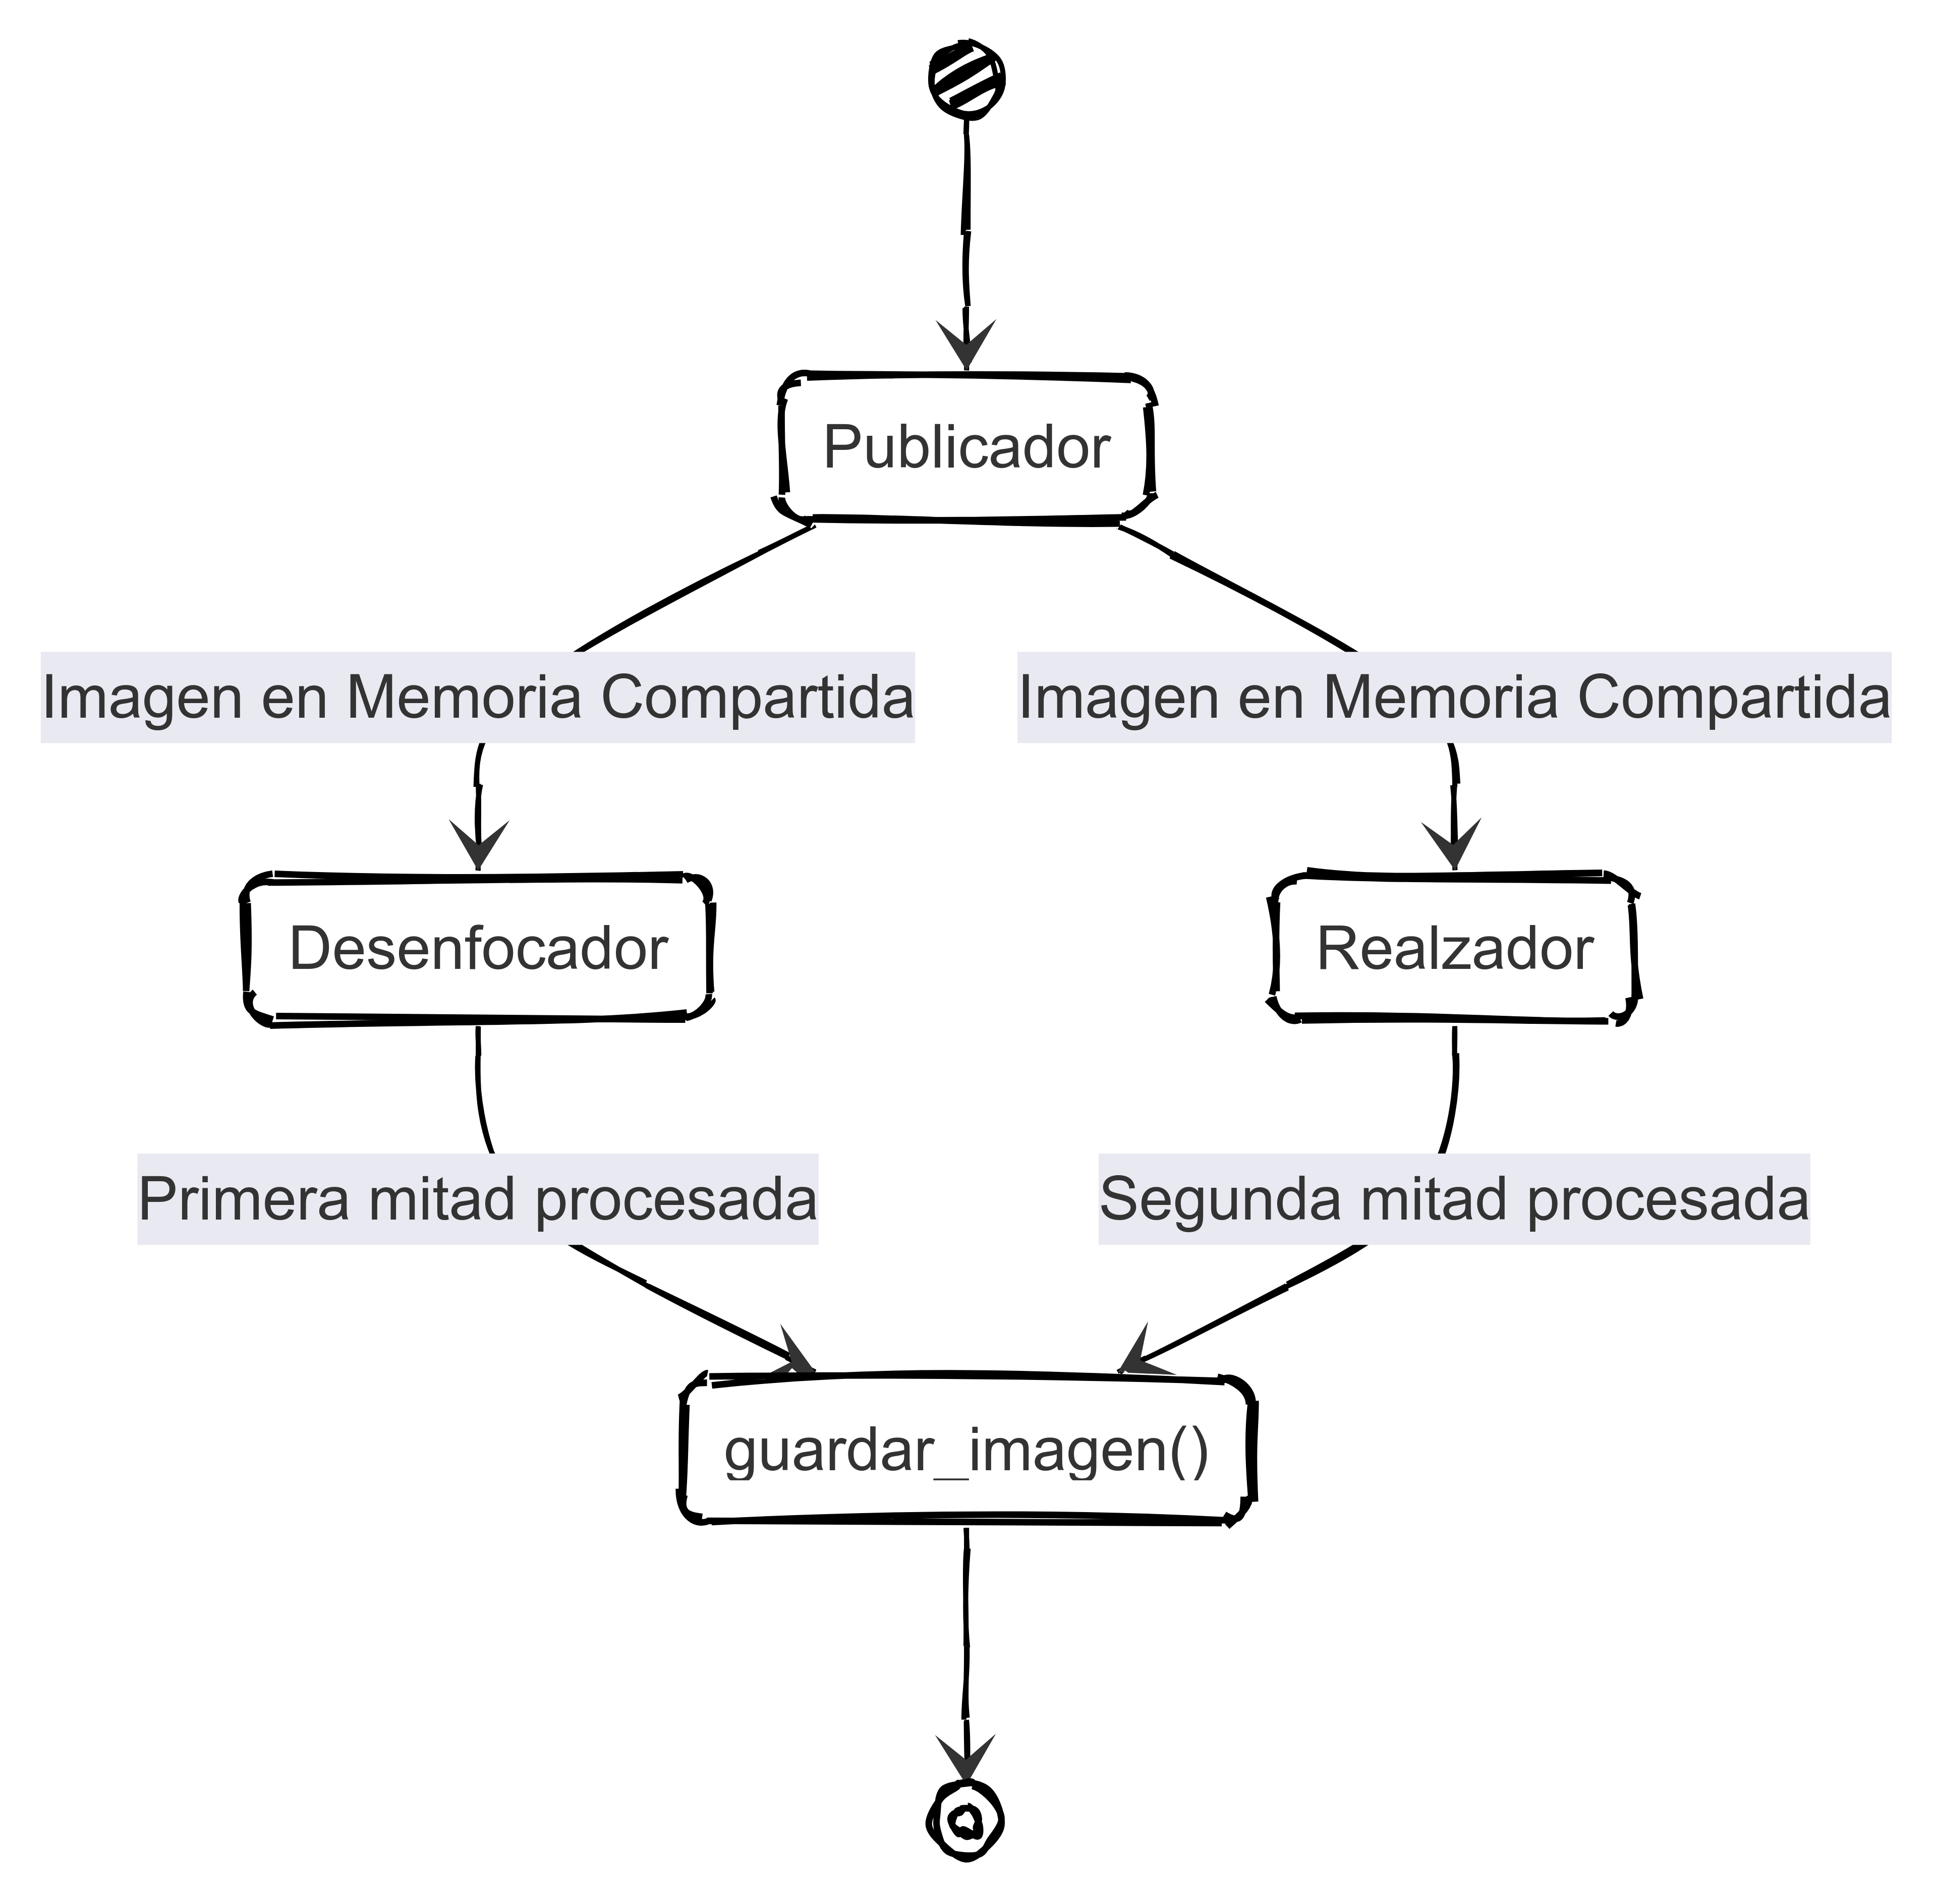 Publicador
Imagen en Memoria Compartida
Imagen en Memoria Compartida
Desenfocador
Realzador
Primera mitad procesada
Segunda mitad procesada
guardar_imagen()